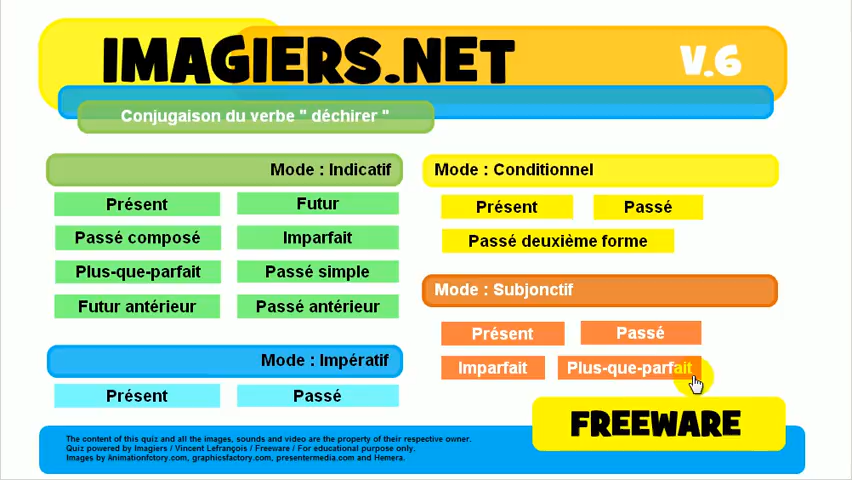 IMAGIERS.NET
V.6
Conjugaison du verbe " déchirer "
Mode : Indicatif
Présent
Futur
Passé composé
Imparfait
Plus-que-parfait
Passé simple
Futur antérieur
Passé antérieur
Mode : Impératif
Présent
Passé
Mode : Conditionnel
Présent
Passé
Passé deuxième forme
Mode : Subjonctif
Présent
Passé
Imparfait
Plus-que-parfait
FREEWARE
The content of this quiz and all the images, sounds and video are the property of their respective owner.
Quiz powered by Imagiers / Vincent Lefrançois / Freeware / For educational purpose only.
Images by Animationfctory.com, graphicsfactory.com, presentermedia.com and Hemera.